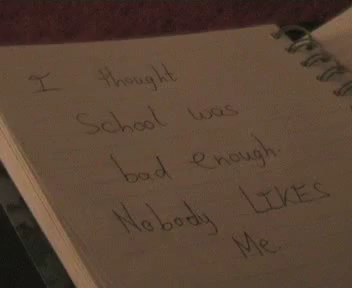 I thought
School was
bad enough.
Nobody LIKES
Me